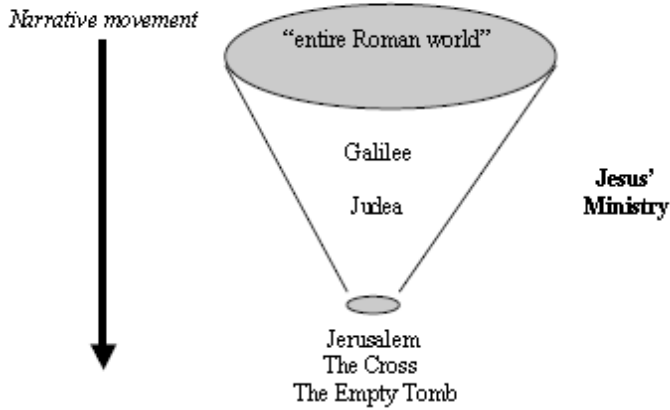 Narrative movement
“entire Roman world”
Galilee
Judea
Jesus’
Ministry
Jerusalem
The Cross
The Empty Tomb